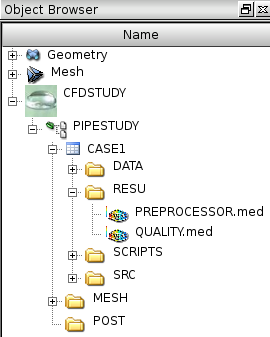 Object Browser
Name
Geometry
Mesh
CFDSTUDY
PIPESTUDY
CASE1
DATA
RESU
PREPROCESSOR.med
QUALITY.med
SCRIPTS
SRC
MESH
POST